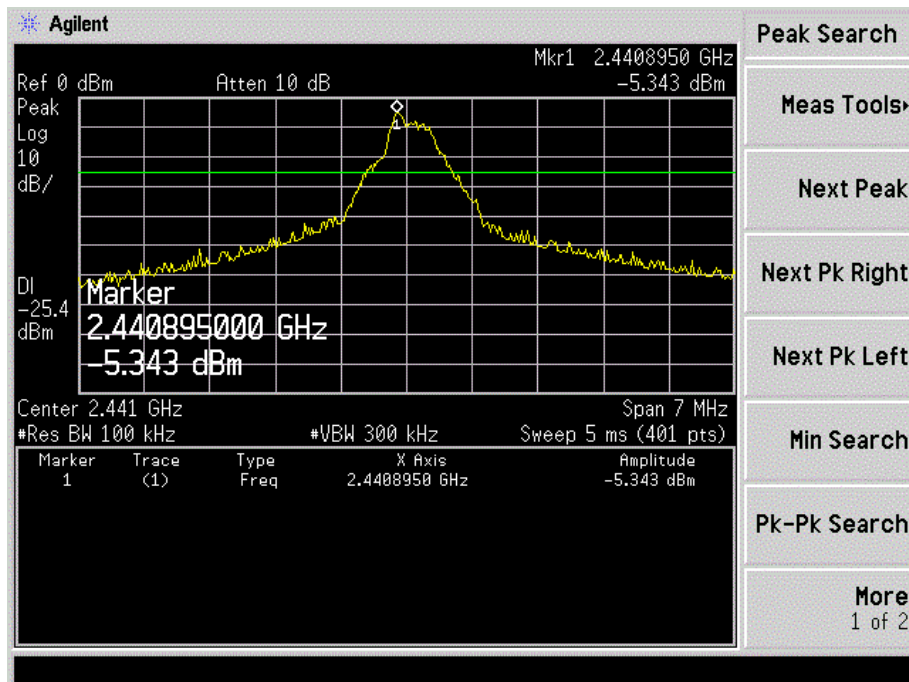 Agilent
Peak Search
Mkr1 2.4408950 GHz
Ref 0 dBm Atten 10 dB -5.343 dBm
Peak
Log
10
dB/
1
Meas Tools
Next Peak
Next Pk Right
DI
-25.4
dBm
Marker
2.440895000 GHz
-5.343 dBm
Next Pk Left
Center 2.441 GHz Span 7 MHz
#Res BW 100 kHz #VBW 300 kHz Sweep 5 ms (401 pts)
Min Search
Marker Trace Type X Axis Amplitude
1 (1) Freq 2.4408950 GHz -5.343 dBm
Pk-Pk Search
More
1 of 2